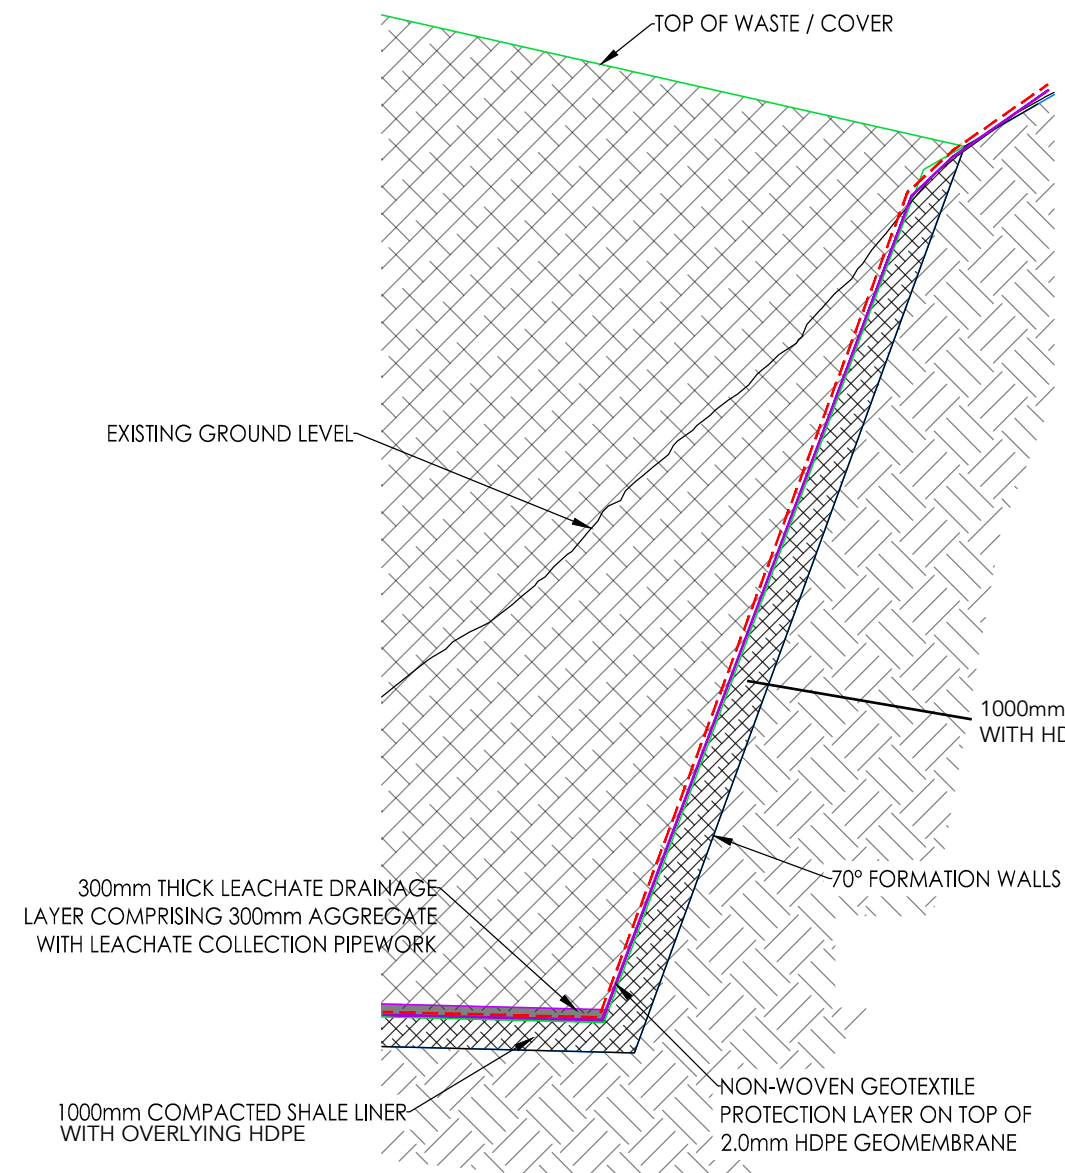 TOP OF WASTE / COVER
EXISTING GROUND LEVEL
1000mm
WITH
70° FORMATION WALLS
300mm THICK LEACHATE DRAINAGE
LAYER COMPRISING 300mm AGGREGATE
WITH LEACHATE COLLECTION PIPEWORK
1000mm COMPACTED SHALE LINER
WITH OVERLYING HDPE
NON-WOVEN GEOTEXTILE
PROTECTION LAYER ON TOP OF
2.0mm HDPE GEOMEMBRANE